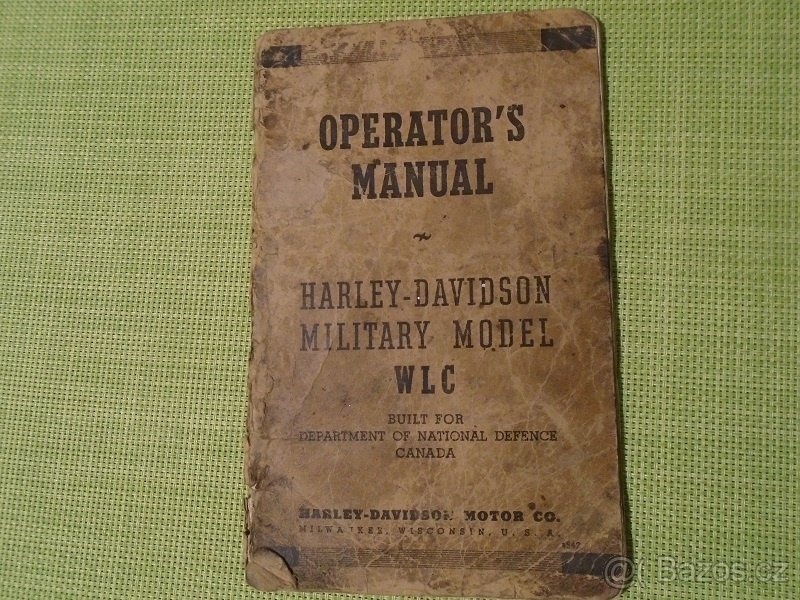 OPERATOR'S
MANUAL
~
HARLEY-DAVIDSON
MILITARY MODEL
WLC
BUILT FOR
DEPARTMENT OF NATIONAL DEFENCE
CANADA
HARLEY-DAVIDSON MOTOR CO.
MILWAUKEE, WISCONSIN, U. S. A.
@ Bazos.cz